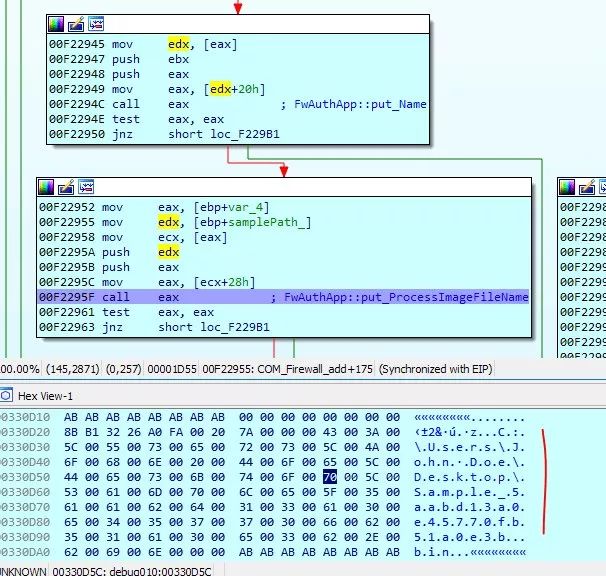 00F22945 mov edx, [eax]
00F22947 push ebx
00F22948 push eax
00F22949 mov eax, [edx+20h]
00F2294C call eax ; FwAuthApp::put_Name
00F2294E test eax, eax
00F22950 jnz short loc_F229B1
00F22952 mov eax, [ebp+var_4]
00F22955 mov edx, [ebp+samplePath_]
00F22958 mov ecx, [eax]
00F2295A push edx
00F2295B push eax
00F2295C mov eax, [ecx+28h]
00F2295F call eax ; FwAuthApp::put_ProcessImageFileName
00F22961 test eax, eax
00F22963 jnz short loc_F229B1
00.00% (145,2871) (0,257) 00001D55 00F22955: COM_Firewall_add+175 (Synchronized with EIP)
Hex View-1
00330D10 AB AB AB AB AB AB AB AB 00 00 00 00 00 00 00 00 ««««««««........
00330D20 8B B1 32 26 A0 FA 00 20 7A 00 00 00 43 00 3A 00 ‹±2&·ú.·z...C.:.
00330D30 5C 00 55 00 73 00 65 00 72 00 73 00 5C 00 4A 00 \.U.s.e.r.s.\.J.
00330D40 6F 00 68 00 6E 00 20 00 44 00 6F 00 65 00 5C 00 o.h.n.·.D.o.e.\.
00330D50 44 00 65 00 73 00 6B 00 74 00 6F 00 70 00 5C 00 D.e.s.k.t.o.p.\.
00330D60 53 00 61 00 6D 00 70 00 6C 00 65 00 5F 00 35 00 S.a.m.p.l.e._.5.
00330D70 61 00 61 00 62 00 64 00 31 00 33 00 61 00 30 00 a.a.b.d.1.3.a.0.
00330D80 65 00 34 00 35 00 37 00 37 00 30 00 66 00 62 00 e.4.5.7.7.0.f.b.
00330D90 35 00 31 00 61 00 30 00 65 00 33 00 62 00 2E 00 5.1.a.0.e.3.b...
00330DA0 62 00 69 00 6E 00 00 00 AB AB AB AB AB AB AB AB b.i.n...««««««««
UNKNOWN 00330D5C: debug010:00330D5C